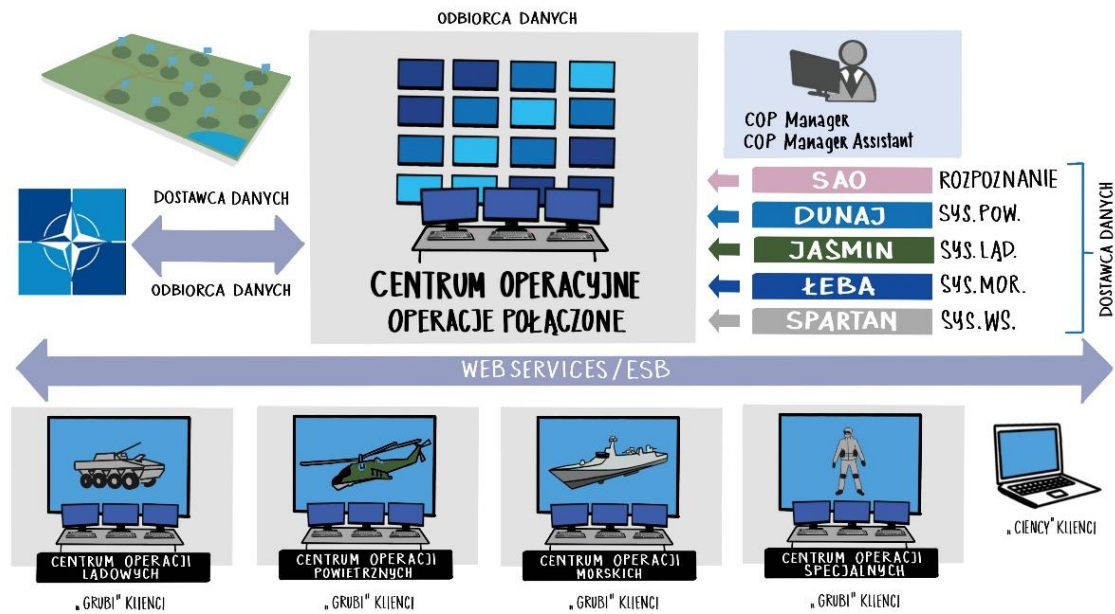 ODBIORCA DANYCH
COP Manager
COP Manager Assistant
DOSTAWCA DANYCH
ODBIORCA DANYCH
CENTRUM OPERACYJNE
OPERACJE POŁĄCZONE
SAO ROZPOZNANIE
DUNAJ SYS.POW.
JAŚMIN SYS.LĄD.
ŁEBA SYS.MOR.
SPARTAN SYS.WS.
DOSTAWCA DANYCH
WEB SERVICES/ESB
CENTRUM OPERACJI
LĄDOWYCH
„GRUBI” KLIENCI
CENTRUM OPERACJI
POWIETRZNYCH
„GRUBI” KLIENCI
CENTRUM OPERACJI
MORSKICH
„GRUBI” KLIENCI
CENTRUM OPERACJI
SPECJALNYCH
„GRUBI” KLIENCI
„CIENCY” KLIENCI